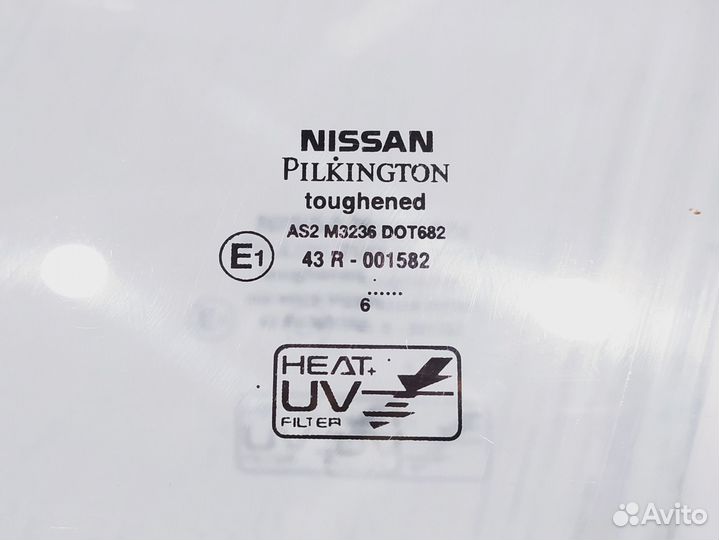 NISSAN
PILKINGTON
toughened
AS2 M3236 DOT682
E1 43 R - 001582
......
6
HEAT+
UV
FILTER
Avito